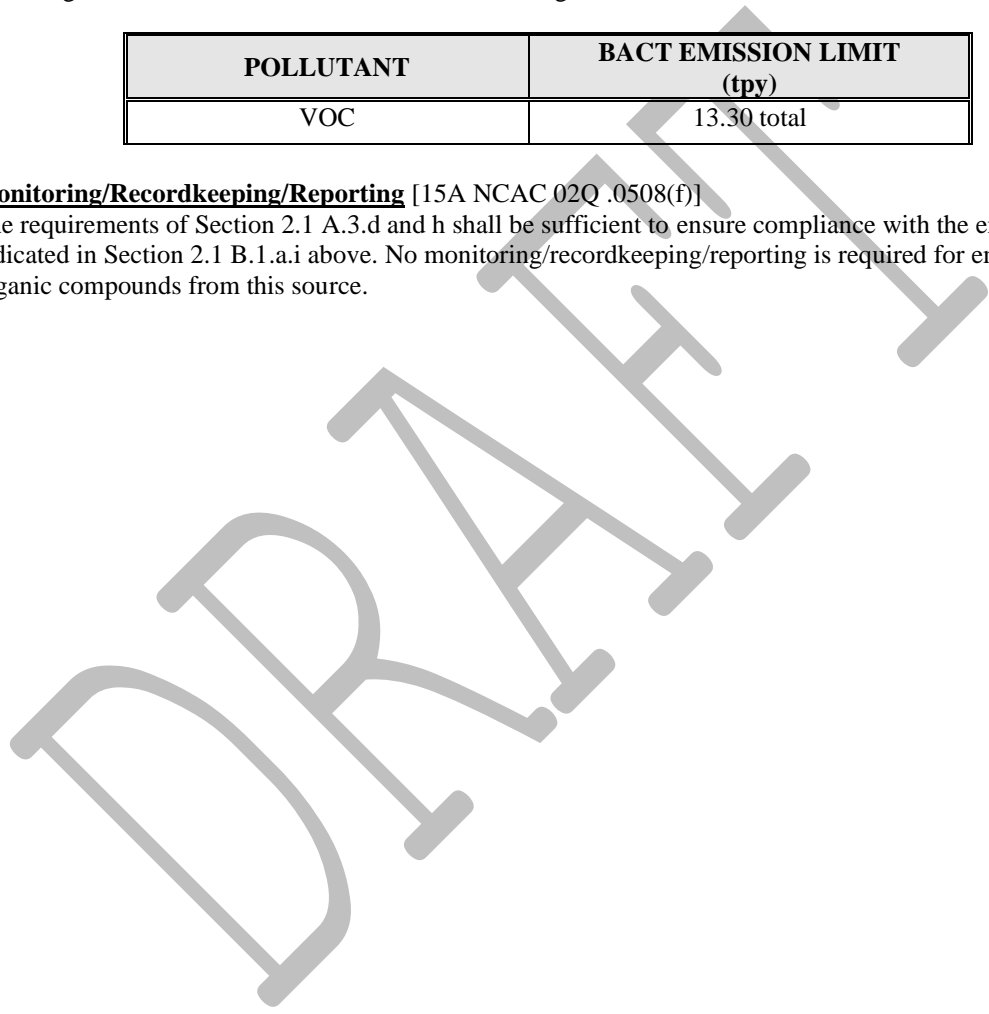 POLLUTANT
BACT EMISSION LIMIT
(tpy)
VOC
13.30 total
onitoring/Recordkeeping/Reporting [15A NCAC 02Q .0508(f)]
e requirements of Section 2.1 A.3.d and h shall be sufficient to ensure compliance with the e
dicated in Section 2.1 B.1.a.i above. No monitoring/recordkeeping/reporting is required for e
ganic compounds from this source.
DRAFT